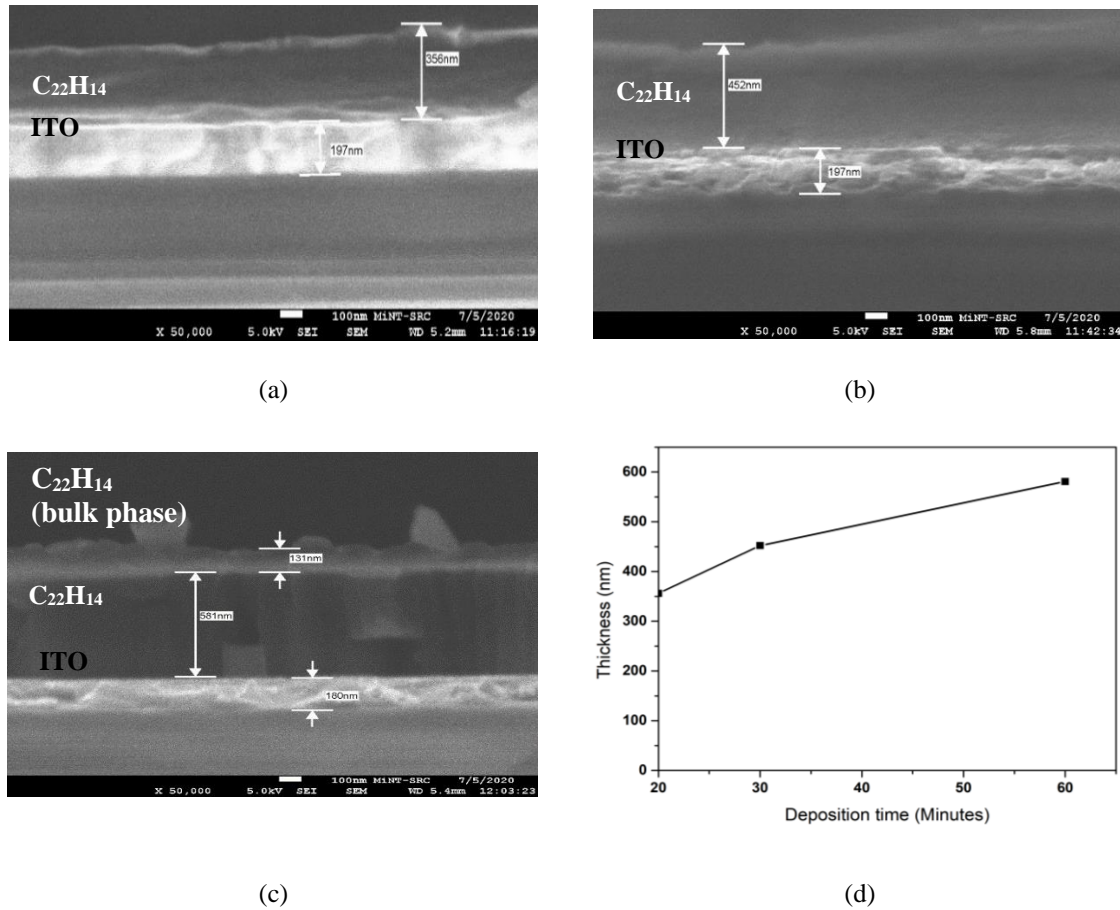 356nm
C₂₂H₁₄
ITO
197nm
100nm MiNT-SRC 7/5/2020
X 50,000 5.0kV SEI SEM WD 5.2mm 11:16:19
(a)
452nm
C₂₂H₁₄
ITO
197nm
100nm MiNT-SRC 7/5/2020
X 50,000 5.0kV SEI SEM WD 5.8mm 11:42:34
(b)
C₂₂H₁₄
(bulk phase)
131nm
C₂₂H₁₄
581nm
ITO
180nm
100nm MiNT-SRC 7/5/2020
X 50,000 5.0kV SEI SEM WD 5.4mm 12:03:23
(c)
600
500
400
300
200
100
0
Thickness (nm)
20 30 40 50 60
Deposition time (Minutes)
(d)